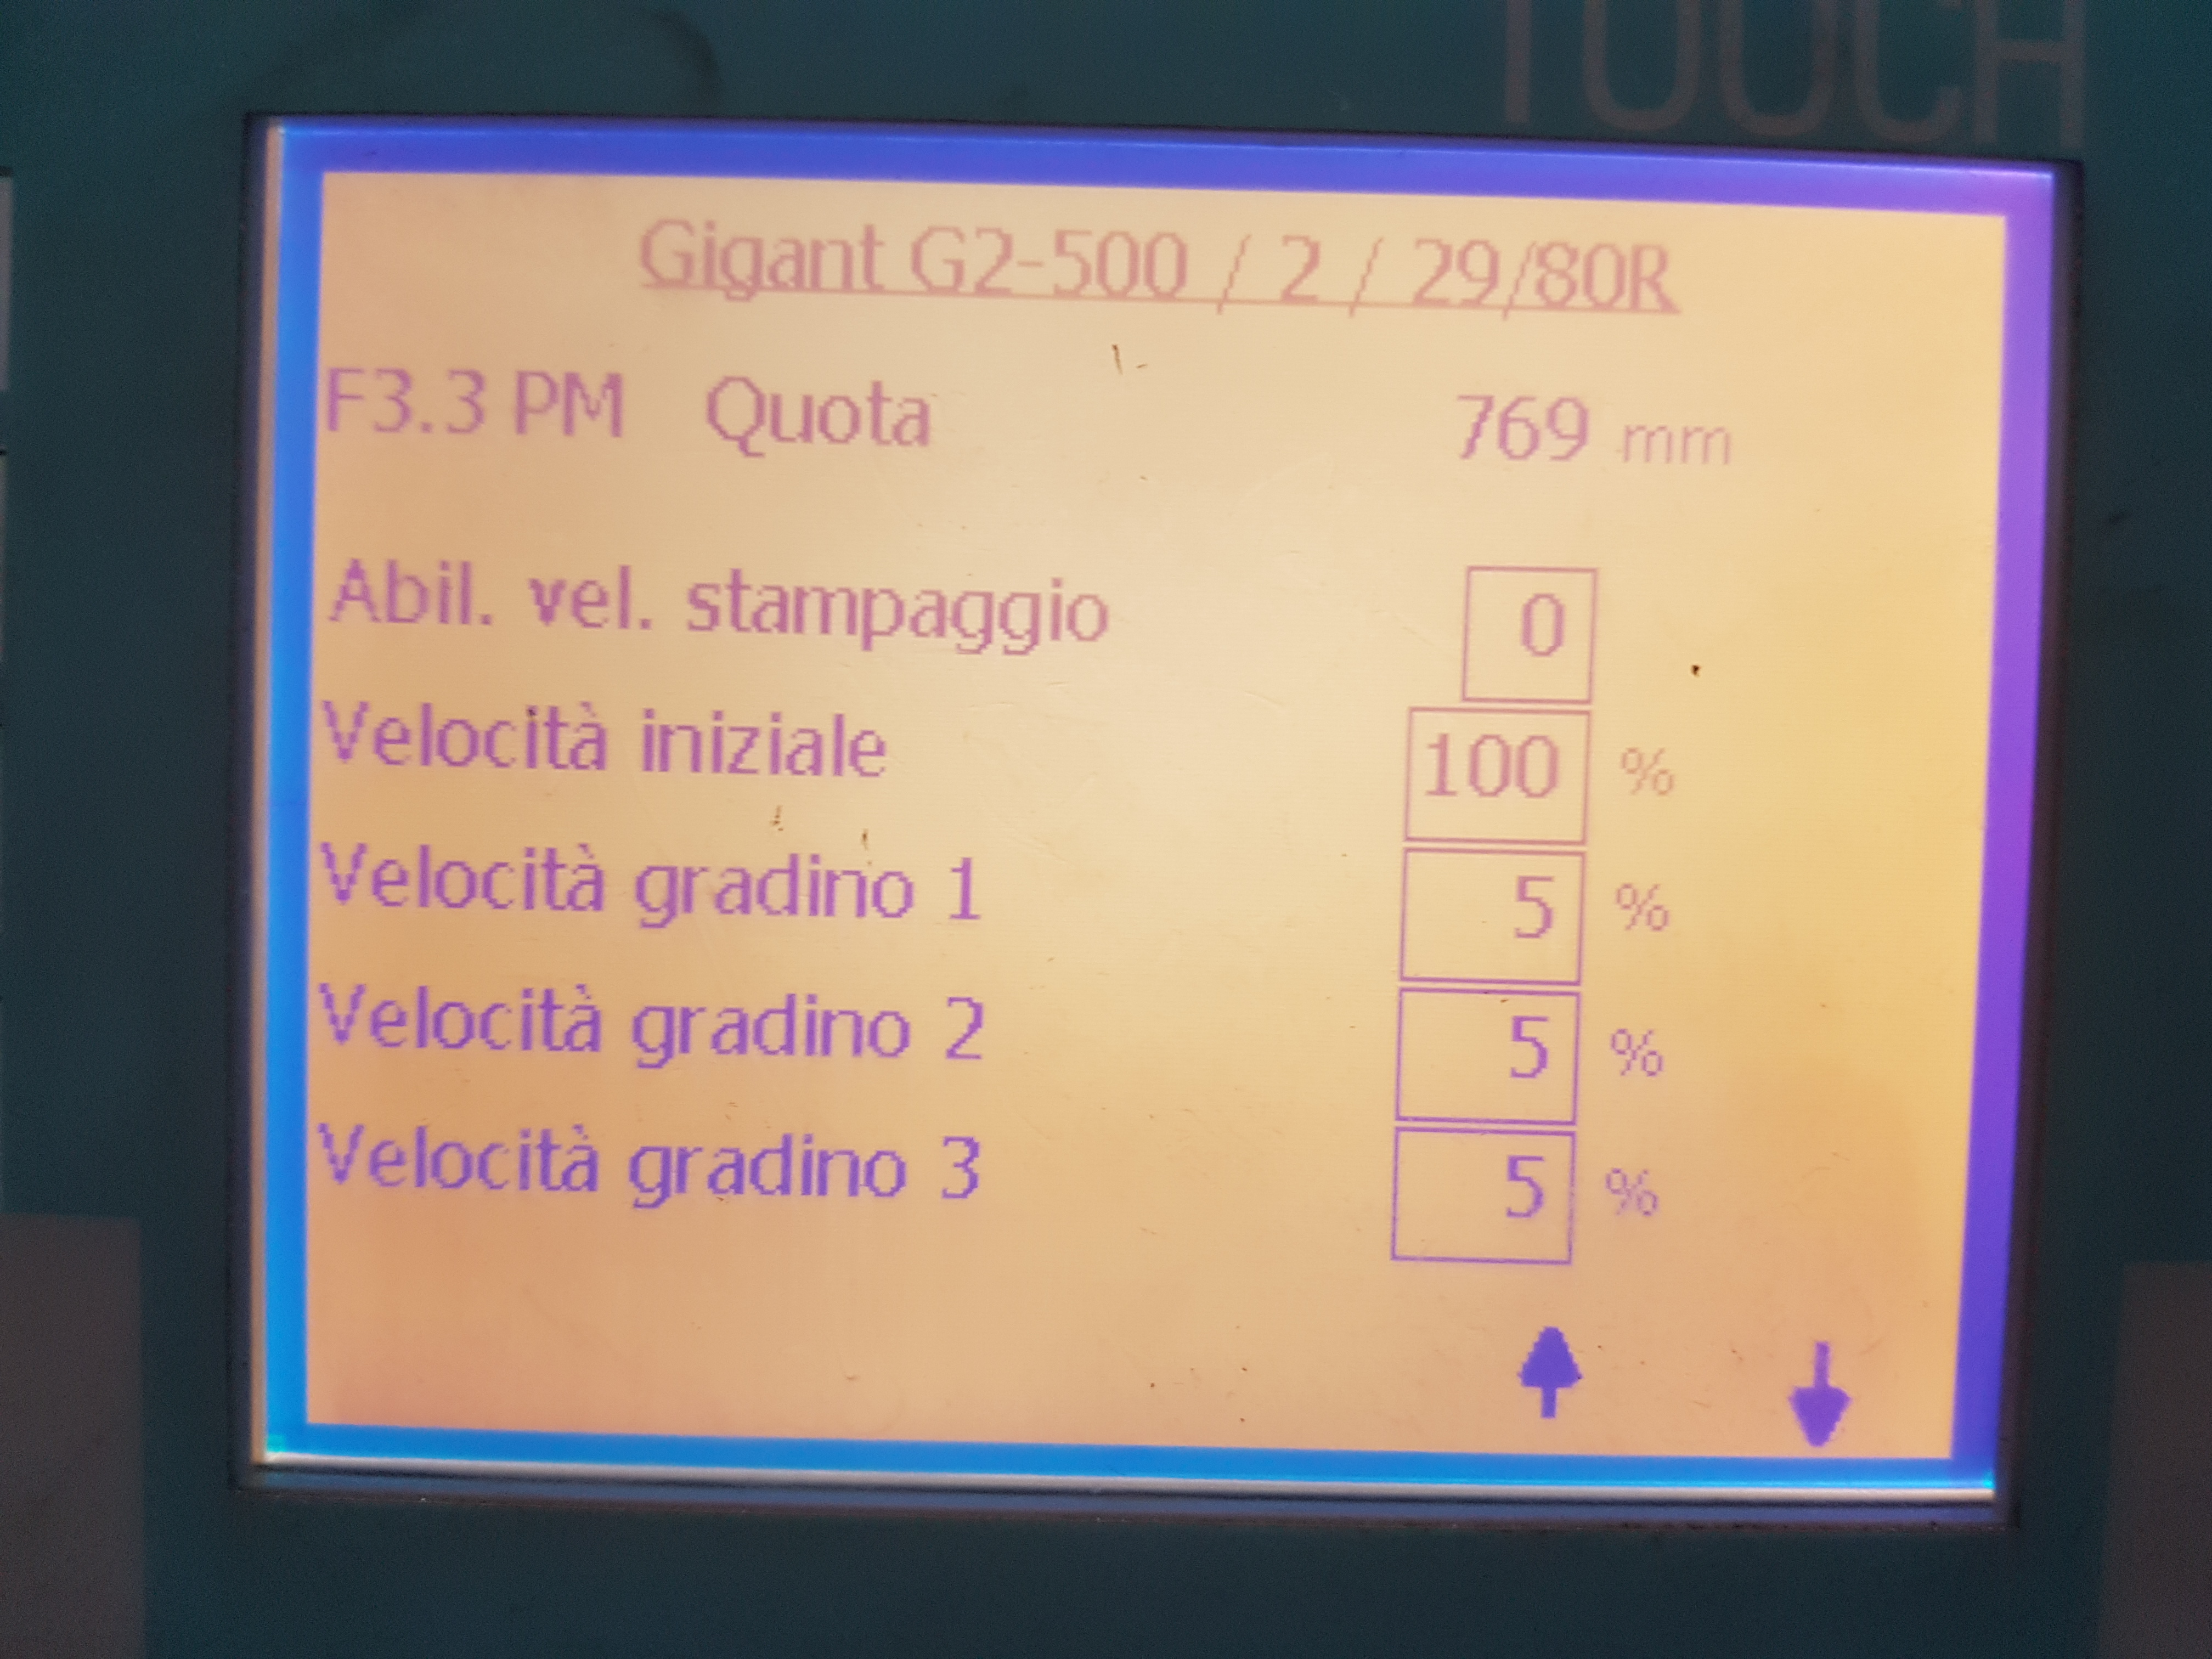 TOUCH
Gigant G2-500 / 2 / 29/80R
F3.3 PM Quota 769 mm
Abil. vel. stampaggio 0
Velocità iniziale 100 %
Velocità gradino 1 5 %
Velocità gradino 2 5 %
Velocità gradino 3 5 %